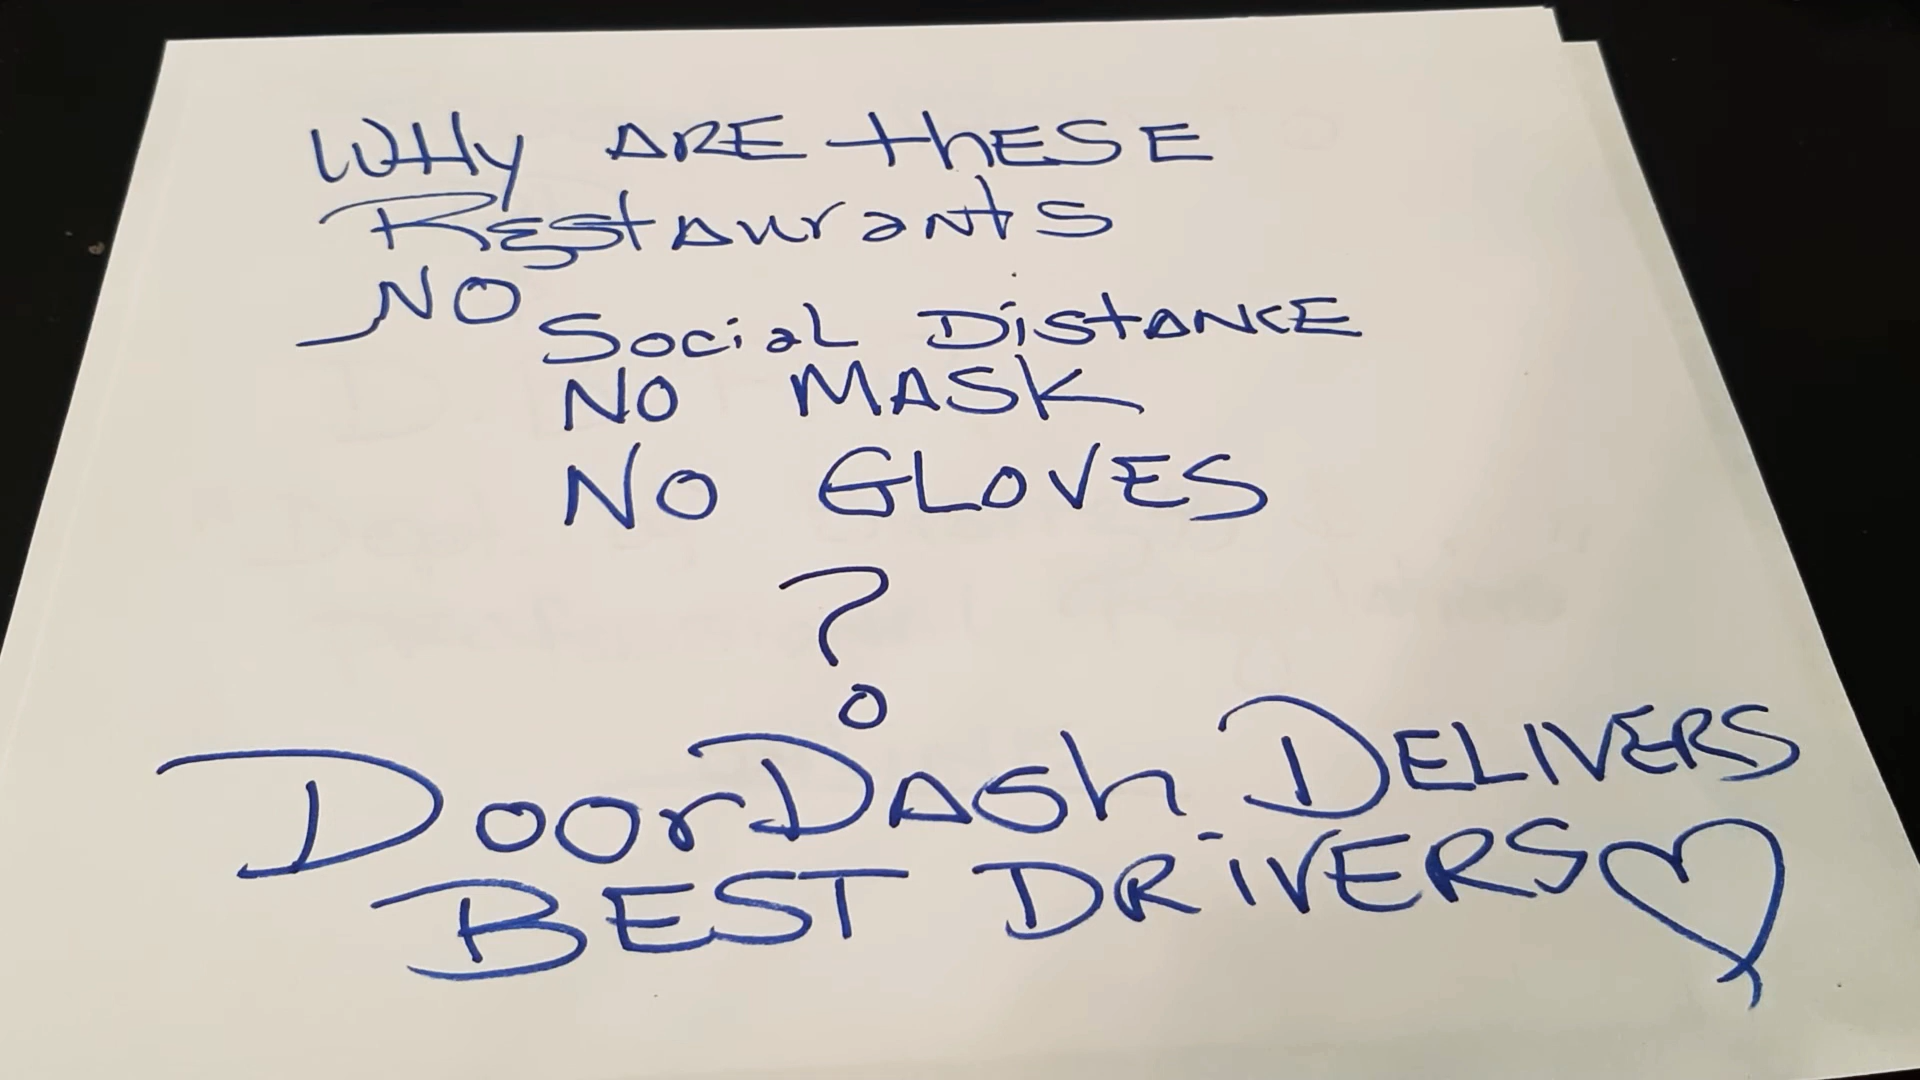 WHy ARE thESE
REstaurants
NO Social DistANCE
NO MASK
NO GLOVES
?
DoorDASh DELIVERS
BEST DRiVERS